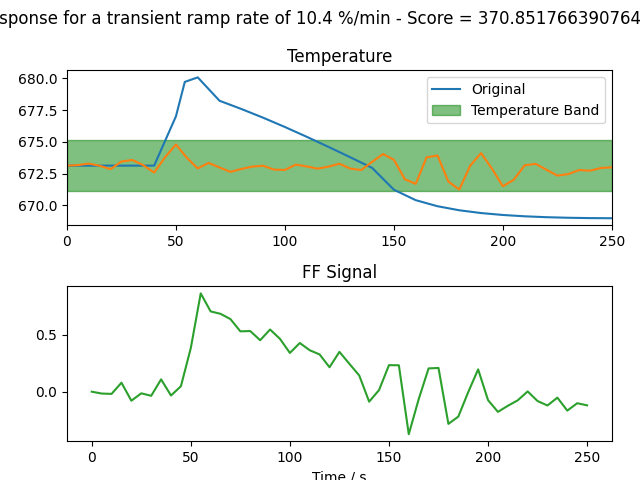 sponse for a transient ramp rate of 10.4 %/min - Score = 370.851766390764
Temperature
680.0
677.5
675.0
672.5
670.0
Original
Temperature Band
0 50 100 150 200 250
FF Signal
0.5
0.0
0 50 100 150 200 250
Time / s